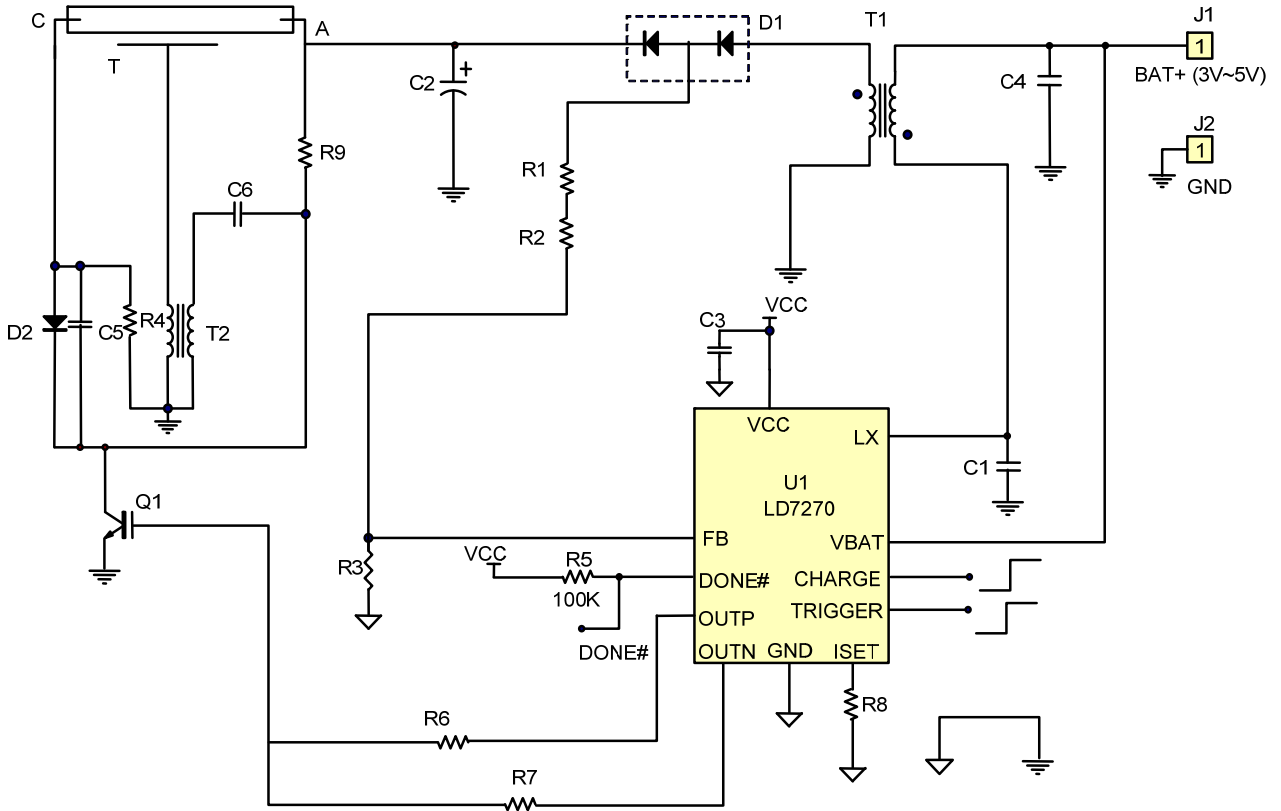 C
A
T
D1
T1
J1
1
BAT+ (3V~5V)
C2
C4
J2
1
GND
R9
R1
C6
R2
VCC
C3
D2
C5
R4
T2
VCC
LX
C1
U1
LD7270
Q1
FB
VBAT
VCC
R5
100K
R3
DONE#
CHARGE
TRIGGER
OUTP
DONE#
OUTN
GND
ISET
R8
R6
R7